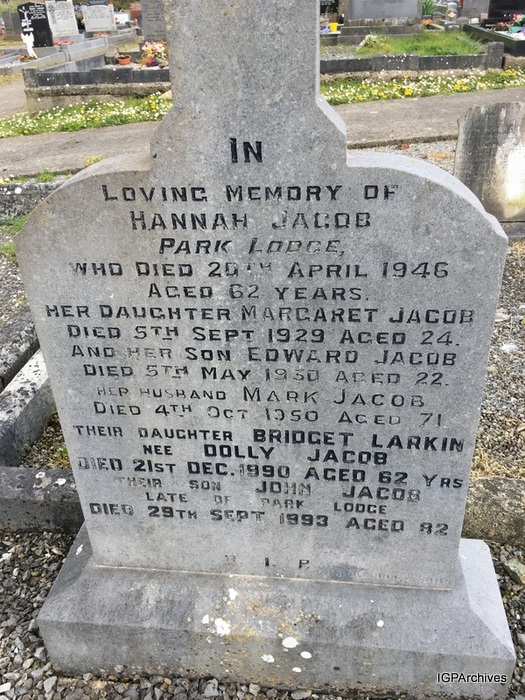 IN
LOVING MEMORY OF
HANNAH JACOB
PARK LODGE,
WHO DIED 20TH APRIL 1946
AGED 62 YEARS.
HER DAUGHTER MARGARET JACOB
DIED 5TH SEPT 1929 AGED 24.
AND HER SON EDWARD JACOB
DIED 5TH MAY 1930 AGED 22.
HER HUSBAND MARK JACOB
DIED 4TH OCT 1950 AGED 71
THEIR DAUGHTER BRIDGET LARKIN
NEE DOLLY JACOB
DIED 21ST DEC. 1990 AGED 62 YRS
THEIR SON JOHN JACOB
LATE OF PARK LODGE
DIED 29TH SEPT 1993 AGED 82
R I P
IGPArchives